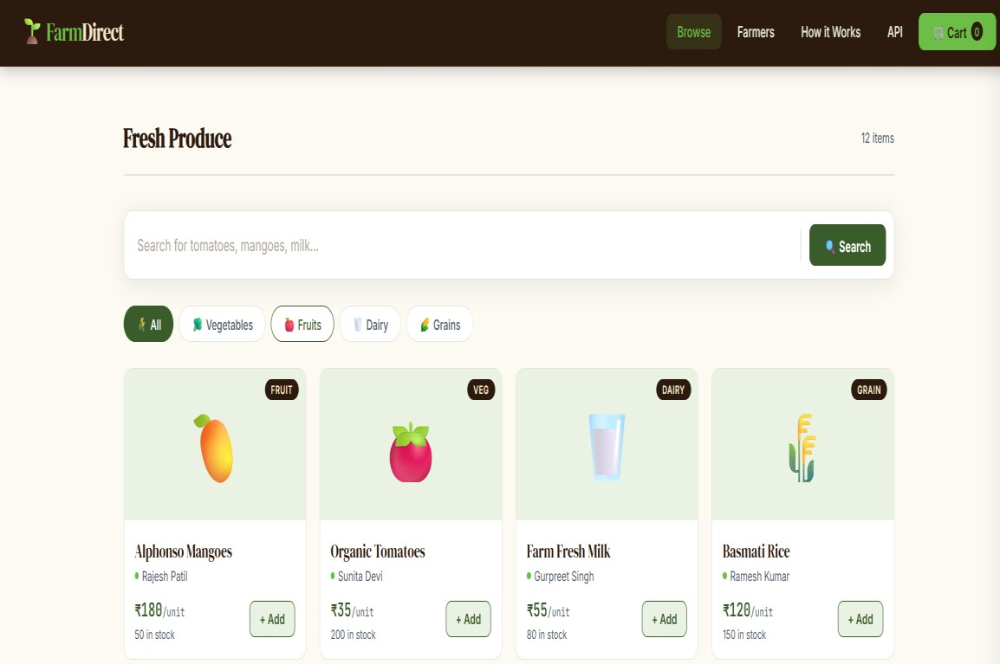 FarmDirect
Browse Farmers How it Works API Cart 0
Fresh Produce 12 items
Search for tomatoes, mangoes, milk... Search
All Vegetables Fruits Dairy Grains
FRUIT VEG DAIRY GRAIN
Alphonso Mangoes Organic Tomatoes Farm Fresh Milk Basmati Rice
Rajesh Patil Sunita Devi Gurpreet Singh Ramesh Kumar
₹180/unit + Add ₹35/unit + Add ₹55/unit + Add ₹120/unit + Add
50 in stock 200 in stock 80 in stock 150 in stock